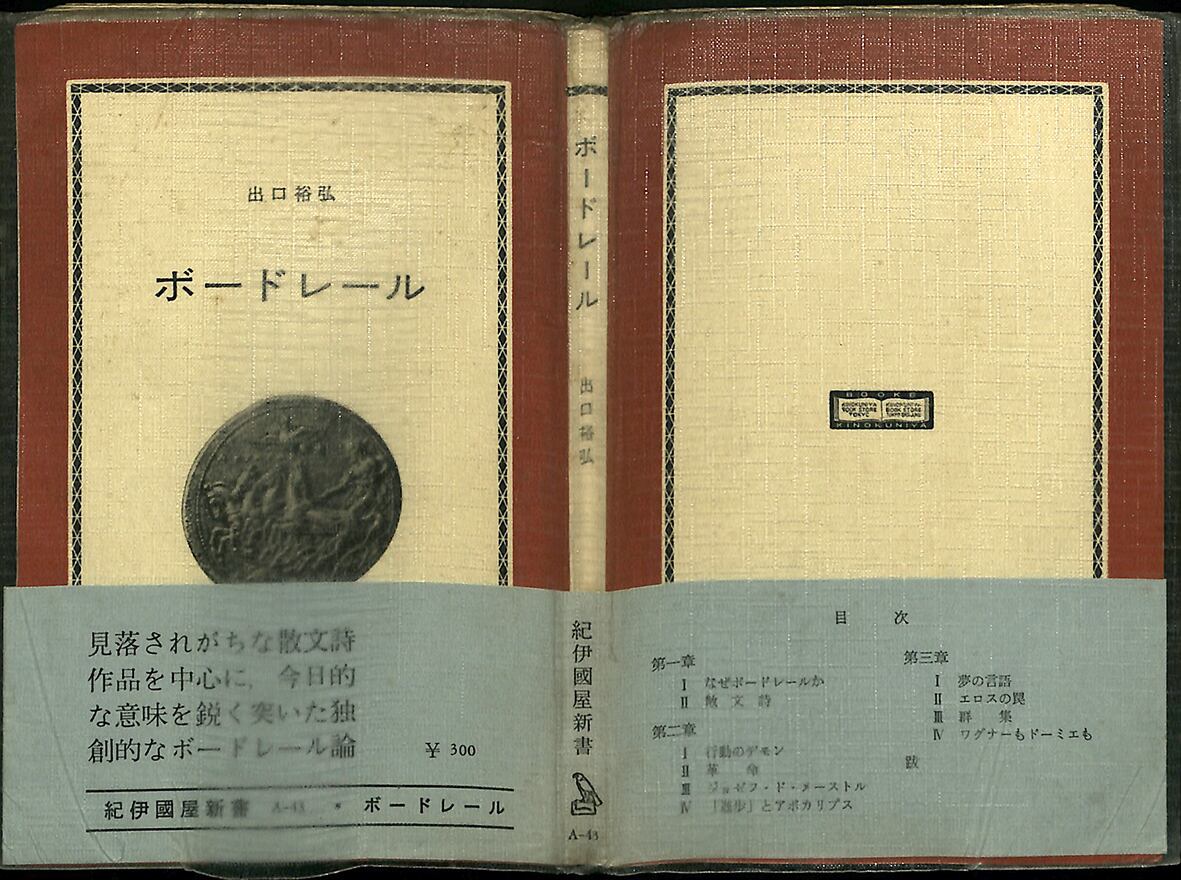 出口裕弘
ボードレール
見落されがちな散文詩
作品を中心に、今日的
な意味を鋭く突いた独
創的なボードレール論
¥ 300
紀伊國屋新書 A-43 * ボードレール
ボードレール
出口裕弘
紀伊國屋新書
A-43
BOOKS
KINOKUNIYA
BOOK STORE
TOKYO
KINOKUNIYA
BOOK STORE
KINOKUNIYA
目次
第一章
Ⅰ なぜボードレールか
Ⅱ 散文詩
第二章
Ⅰ 行動のデモン
Ⅱ 革命
Ⅲ ジョゼフ・ド・メーストル
Ⅳ 「進歩」とアポカリプス
第三章
Ⅰ 夢の言語
Ⅱ エロスの罠
Ⅲ 群集
Ⅳ ワグナーもドーミエも
跋